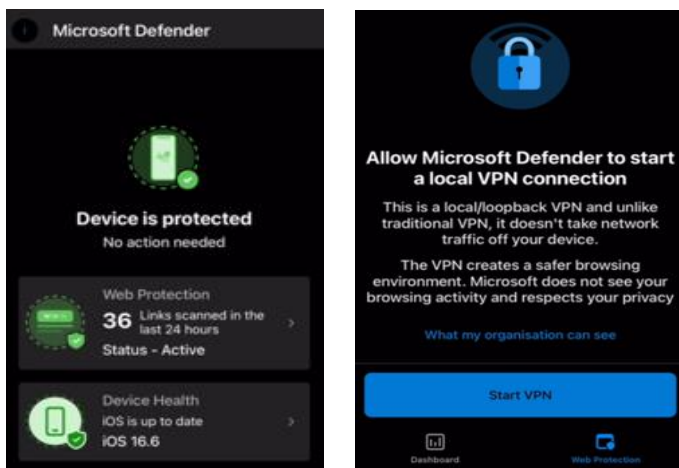 Microsoft Defender
Device is protected
No action needed
Web Protection
36 Links scanned in the
last 24 hours
Status - Active
Device Health
iOS is up to date
iOS 16.6
Allow Microsoft Defender to start
a local VPN connection
This is a local/loopback VPN and unlike
traditional VPN, it doesn't take network
traffic off your device.
The VPN creates a safer browsing
environment. Microsoft does not see your
browsing activity and respects your privacy
What my organisation can see
Start VPN
Dashboard
Web Protection